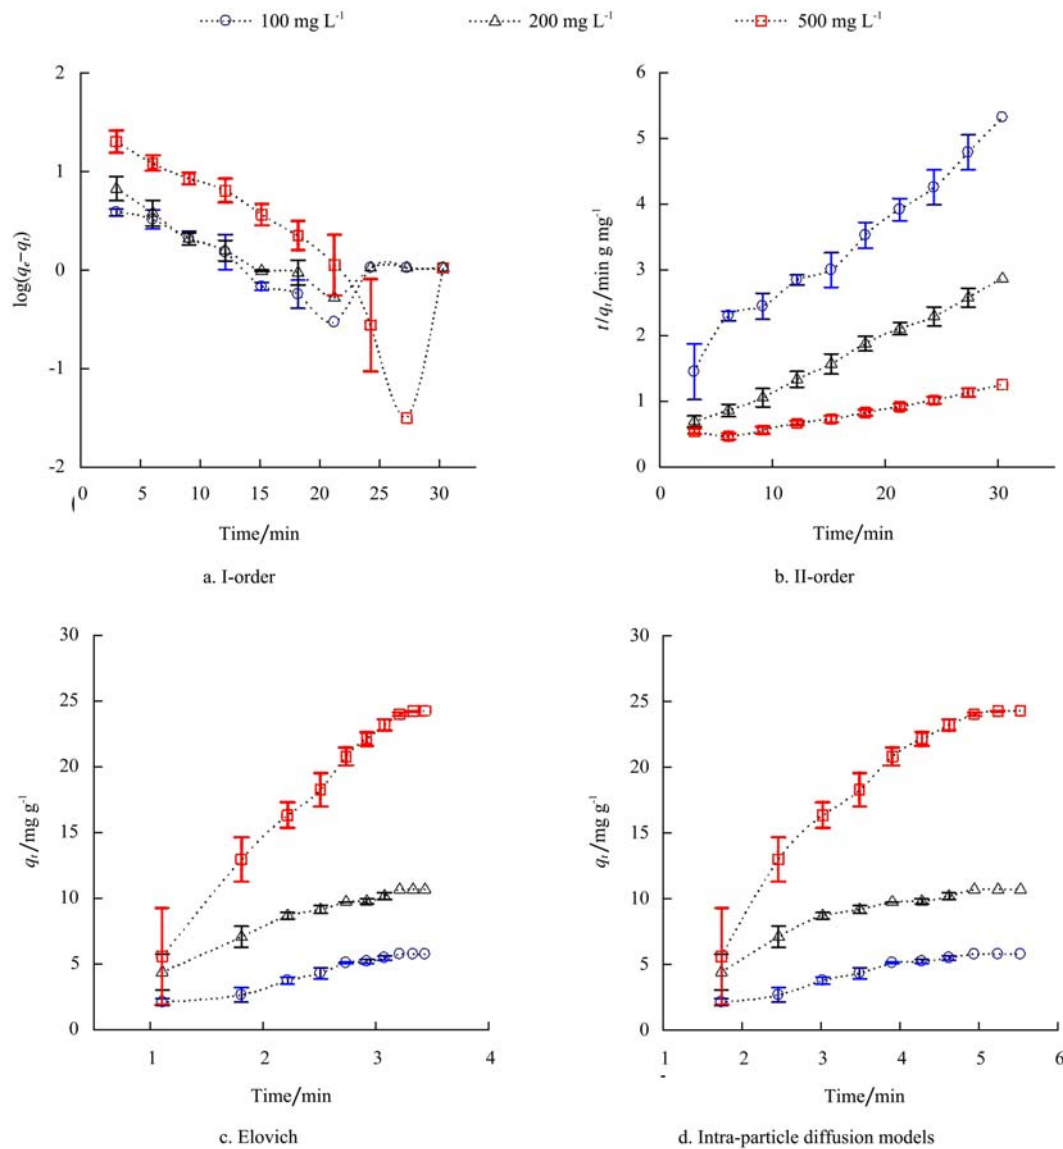 100 mg L⁻¹ 200 mg L⁻¹ 500 mg L⁻¹
2
1
0
-1
-2
log(qₑ−qₜ)
0 5 10 15 20 25 30
Time/min
a. I-order
6
5
4
3
2
1
0
t/qₜ/min g mg⁻¹
0 10 20 30
Time/min
b. II-order
30
25
20
15
10
5
0
qₜ/mg g⁻¹
1 2 3 4
Time/min
c. Elovich
30
25
20
15
10
5
0
qₜ/mg g⁻¹
1 2 3 4 5 6
Time/min
d. Intra-particle diffusion models